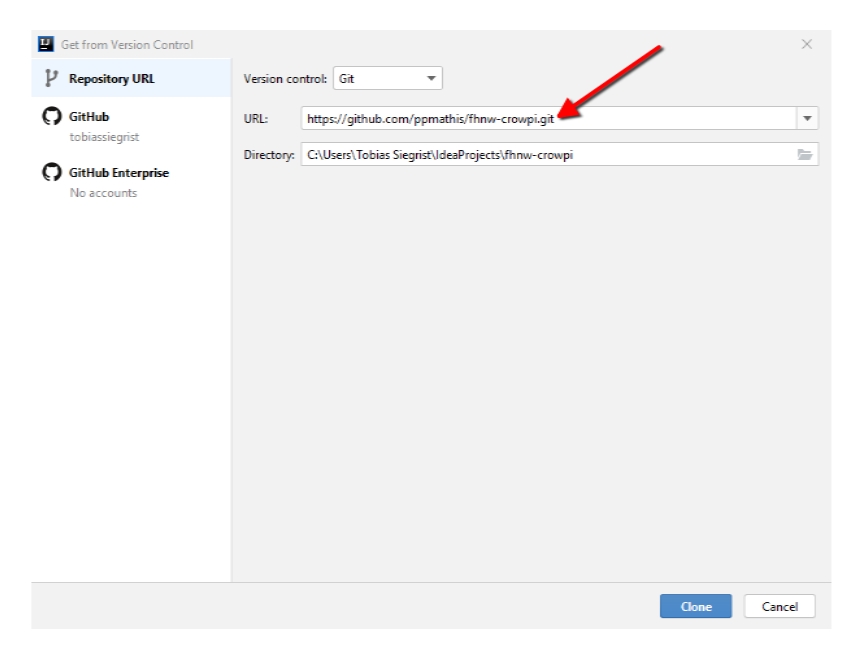 IJ Get from Version Control
Repository URL
Version control: Git
GitHub
tobiassiegrist
URL: https://github.com/ppmathis/fhnw-crowpi.git
Directory: C:\Users\Tobias Siegrist\IdeaProjects\fhnw-crowpi
GitHub Enterprise
No accounts
Clone
Cancel